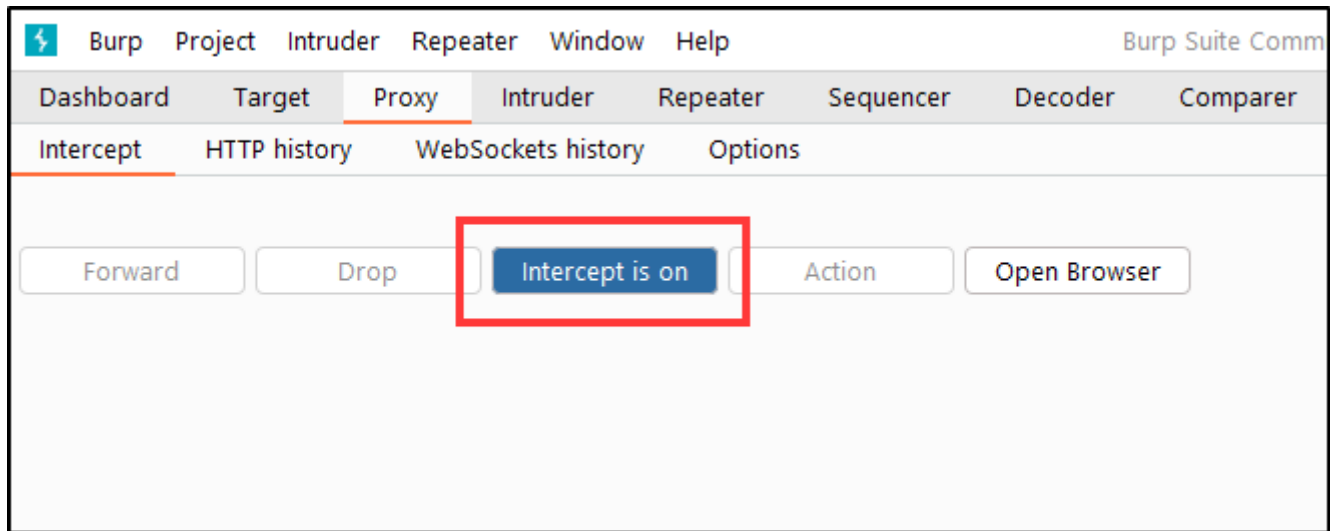 Burp Project Intruder Repeater Window Help Burp Suite Comm
Dashboard Target Proxy Intruder Repeater Sequencer Decoder Comparer
Intercept HTTP history WebSockets history Options
Forward Drop Intercept is on Action Open Browser